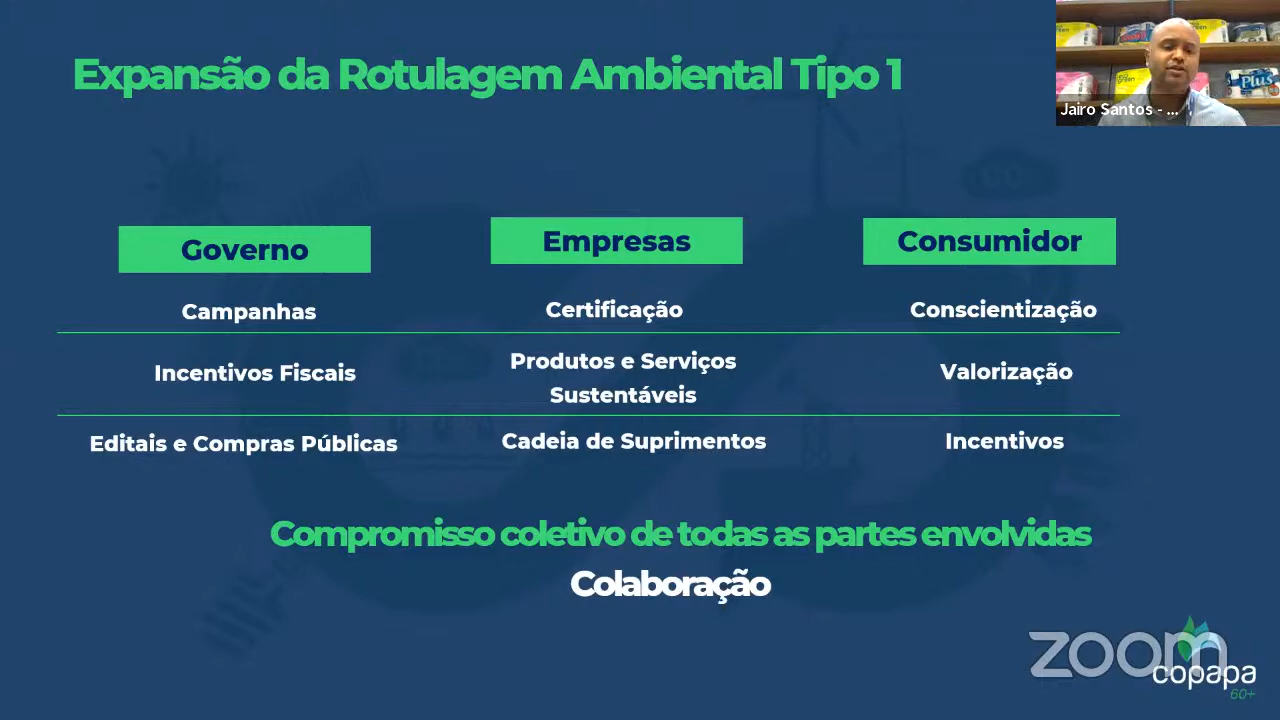 Expansão da Rotulagem Ambiental Tipo 1
Jairo Santos - ...
Governo
Empresas
Consumidor
Campanhas
Certificação
Conscientização
Incentivos Fiscais
Produtos e Serviços
Sustentáveis
Valorização
Editais e Compras Públicas
Cadeia de Suprimentos
Incentivos
Compromisso coletivo de todas as partes envolvidas
Colaboração
zoom
copapa
60+
Plus